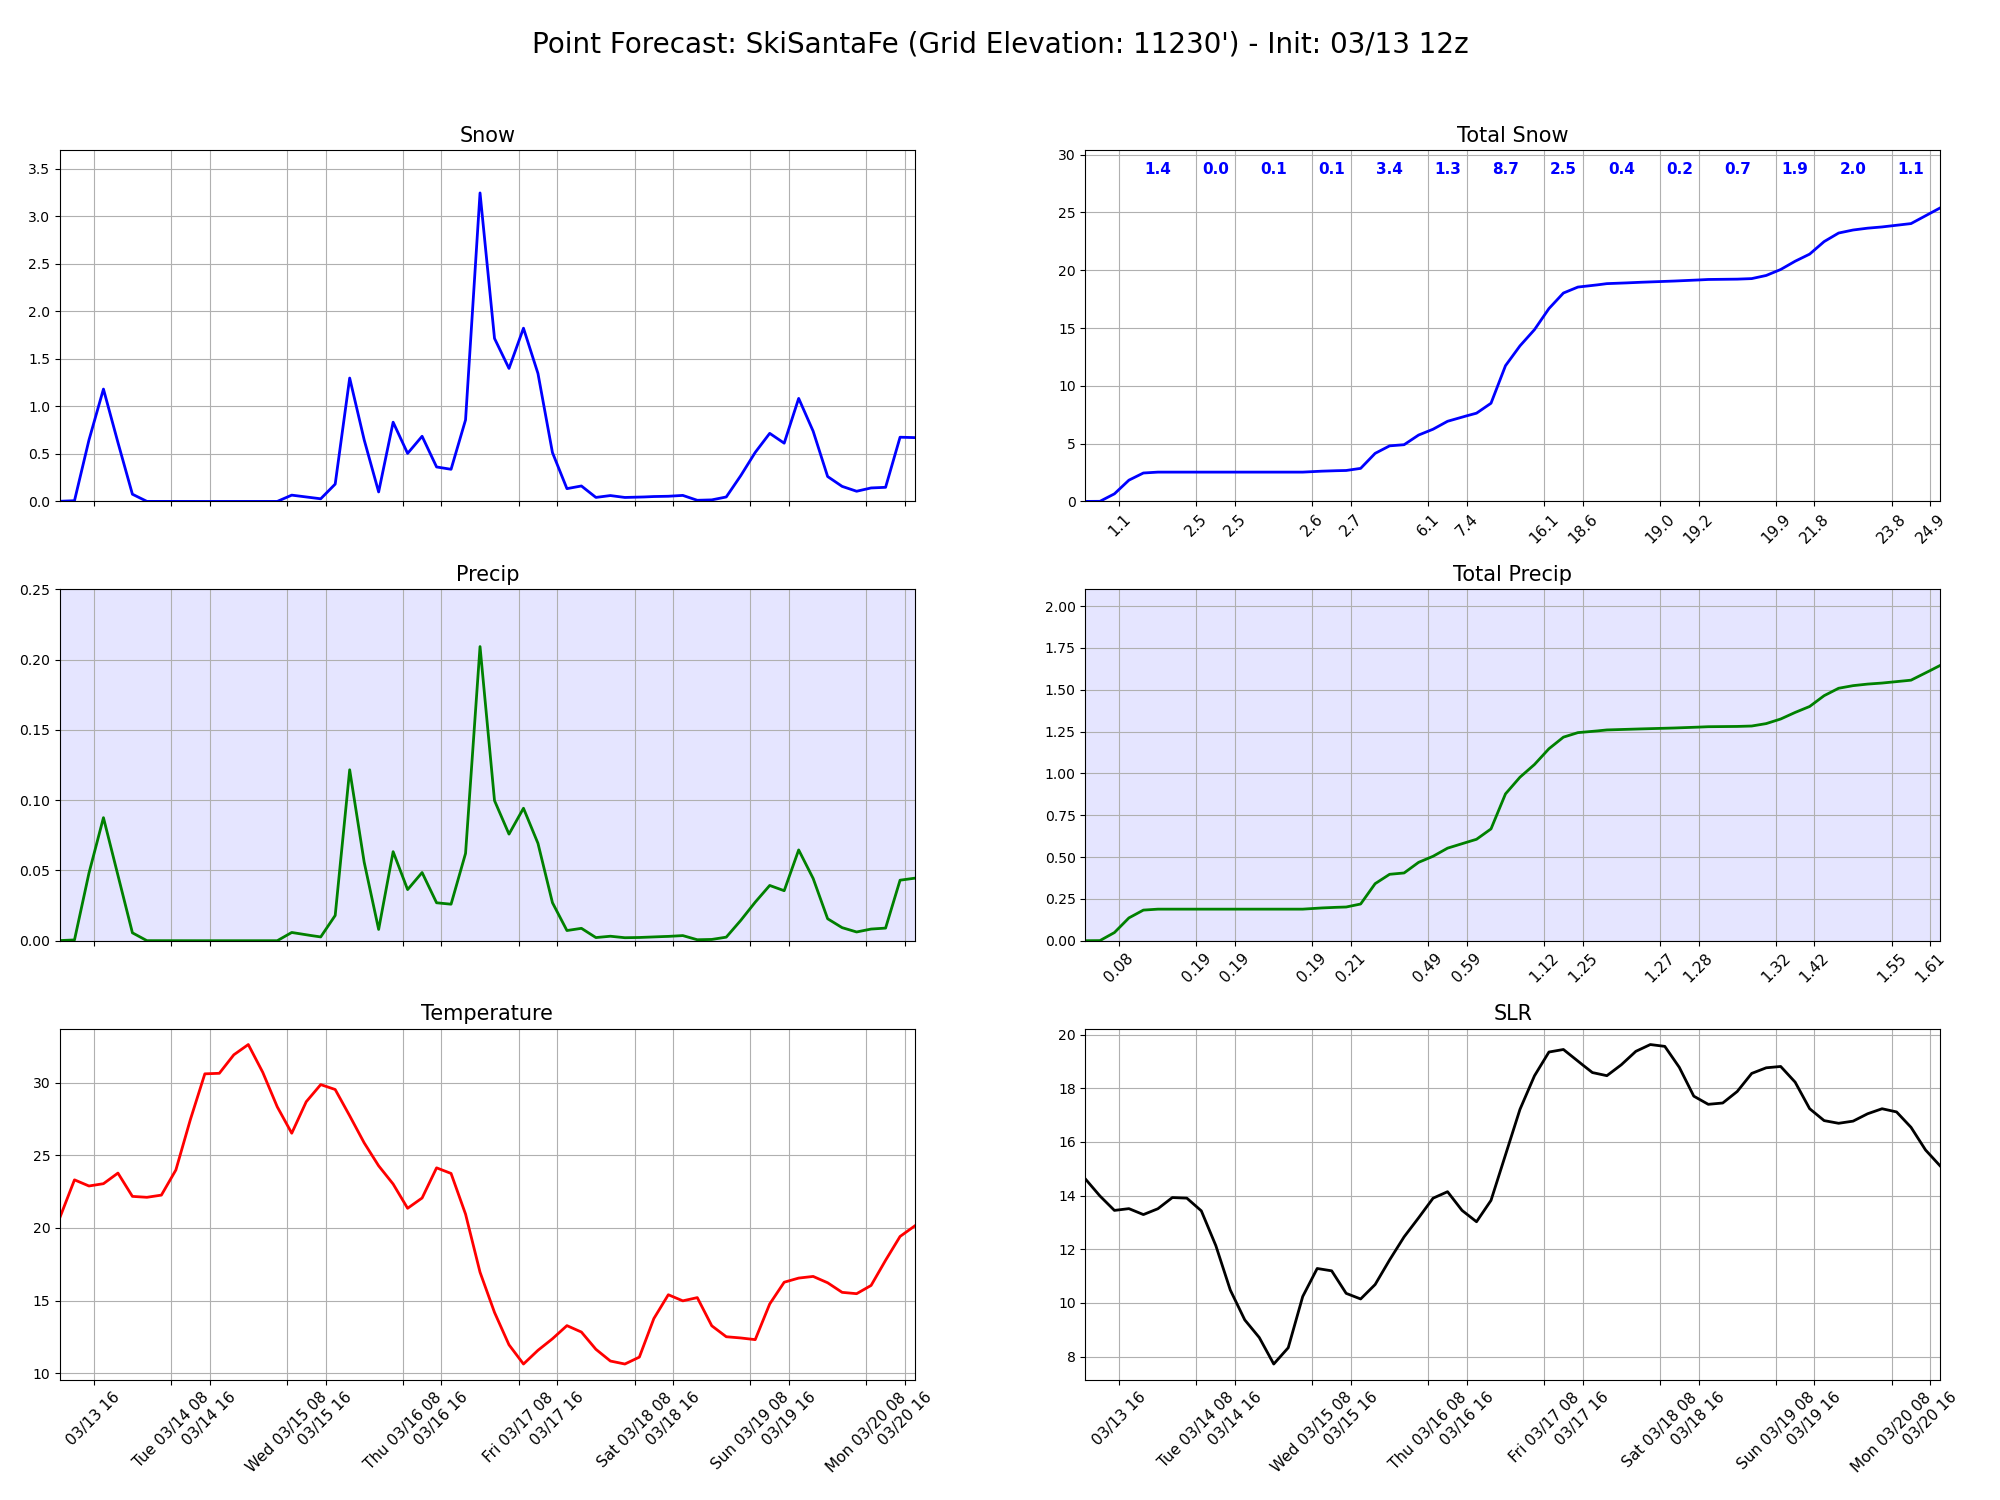 Point Forecast: SkiSantaFe (Grid Elevation: 11230') - Init: 03/13 12z
Snow
3.5
3.0
2.5
2.0
1.5
1.0
0.5
0.0
Total Snow
30
25
20
15
10
5
0
1.4 0.0 0.1 0.1 3.4 1.3 8.7 2.5 0.4 0.2 0.7 1.9 2.0 1.1
1.1 2.5 2.5 2.6 2.7 6.1 7.4 16.1 18.6 19.0 19.2 19.9 21.8 23.8 24.9
Precip
0.25
0.20
0.15
0.10
0.05
0.00
Total Precip
2.00
1.75
1.50
1.25
1.00
0.75
0.50
0.25
0.00
0.08 0.19 0.19 0.19 0.21 0.49 0.59 1.12 1.25 1.27 1.28 1.32 1.42 1.55 1.61
Temperature
30
25
20
15
10
03/13 16
Tue 03/14 08
03/14 16
Wed 03/15 08
03/15 16
Thu 03/16 08
03/16 16
Fri 03/17 08
03/17 16
Sat 03/18 08
03/18 16
Sun 03/19 08
03/19 16
Mon 03/20 08
03/20 16
SLR
20
18
16
14
12
10
8
03/13 16
Tue 03/14 08
03/14 16
Wed 03/15 08
03/15 16
Thu 03/16 08
03/16 16
Fri 03/17 08
03/17 16
Sat 03/18 08
03/18 16
Sun 03/19 08
03/19 16
Mon 03/20 08
03/20 16